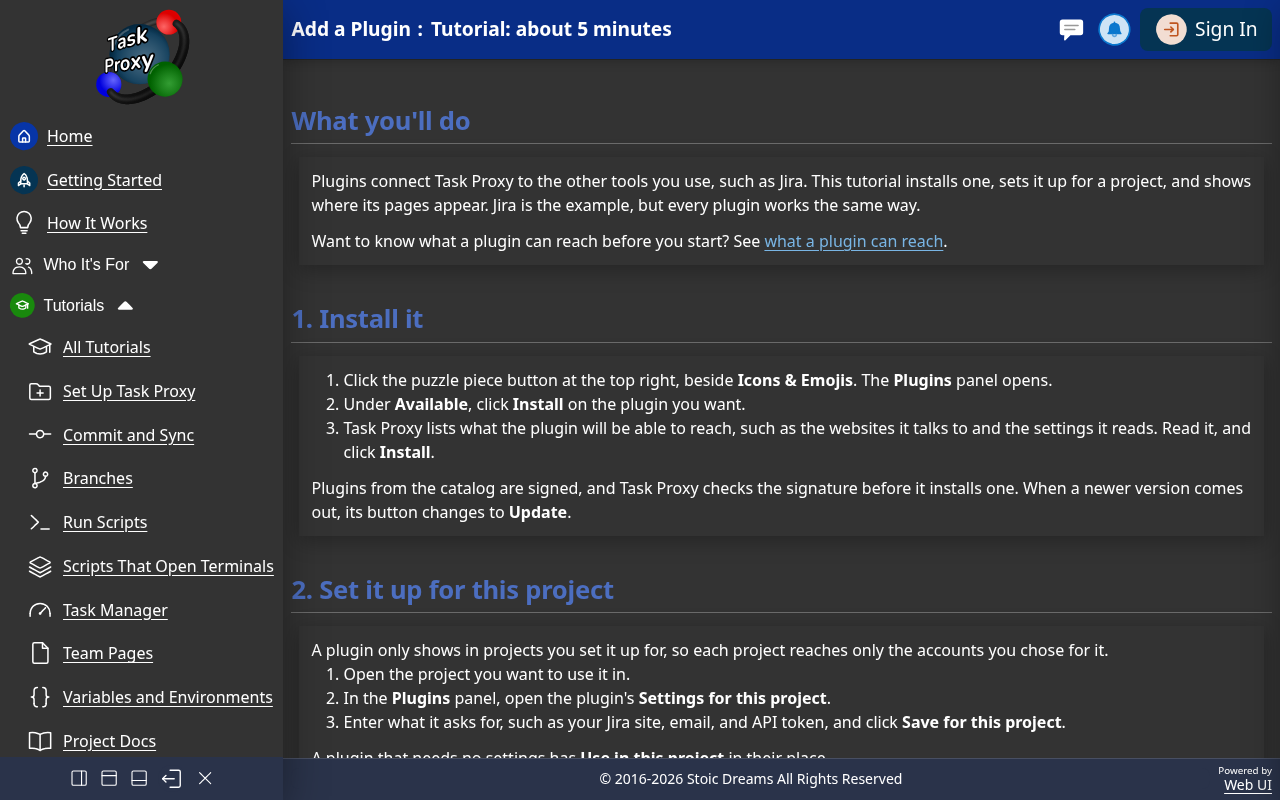 Task
Proxy
Home
Getting Started
How It Works
Who It's For
Tutorials
All Tutorials
Set Up Task Proxy
Commit and Sync
Branches
Run Scripts
Scripts That Open Terminals
Task Manager
Team Pages
Variables and Environments
Project Docs
Add a Plugin : Tutorial: about 5 minutes
Sign In
What you'll do
Plugins connect Task Proxy to the other tools you use, such as Jira. This tutorial installs one, sets it up for a project, and shows
where its pages appear. Jira is the example, but every plugin works the same way.
Want to know what a plugin can reach before you start? See what a plugin can reach.
1. Install it
1. Click the puzzle piece button at the top right, beside Icons & Emojis. The Plugins panel opens.
2. Under Available, click Install on the plugin you want.
3. Task Proxy lists what the plugin will be able to reach, such as the websites it talks to and the settings it reads. Read it, and
click Install.
Plugins from the catalog are signed, and Task Proxy checks the signature before it installs one. When a newer version comes
out, its button changes to Update.
2. Set it up for this project
A plugin only shows in projects you set it up for, so each project reaches only the accounts you chose for it.
1. Open the project you want to use it in.
2. In the Plugins panel, open the plugin's Settings for this project.
3. Enter what it asks for, such as your Jira site, email, and API token, and click Save for this project.
A plugin that needs no settings has Use in this project in their place.
© 2016-2026 Stoic Dreams All Rights Reserved
Powered by
Web UI